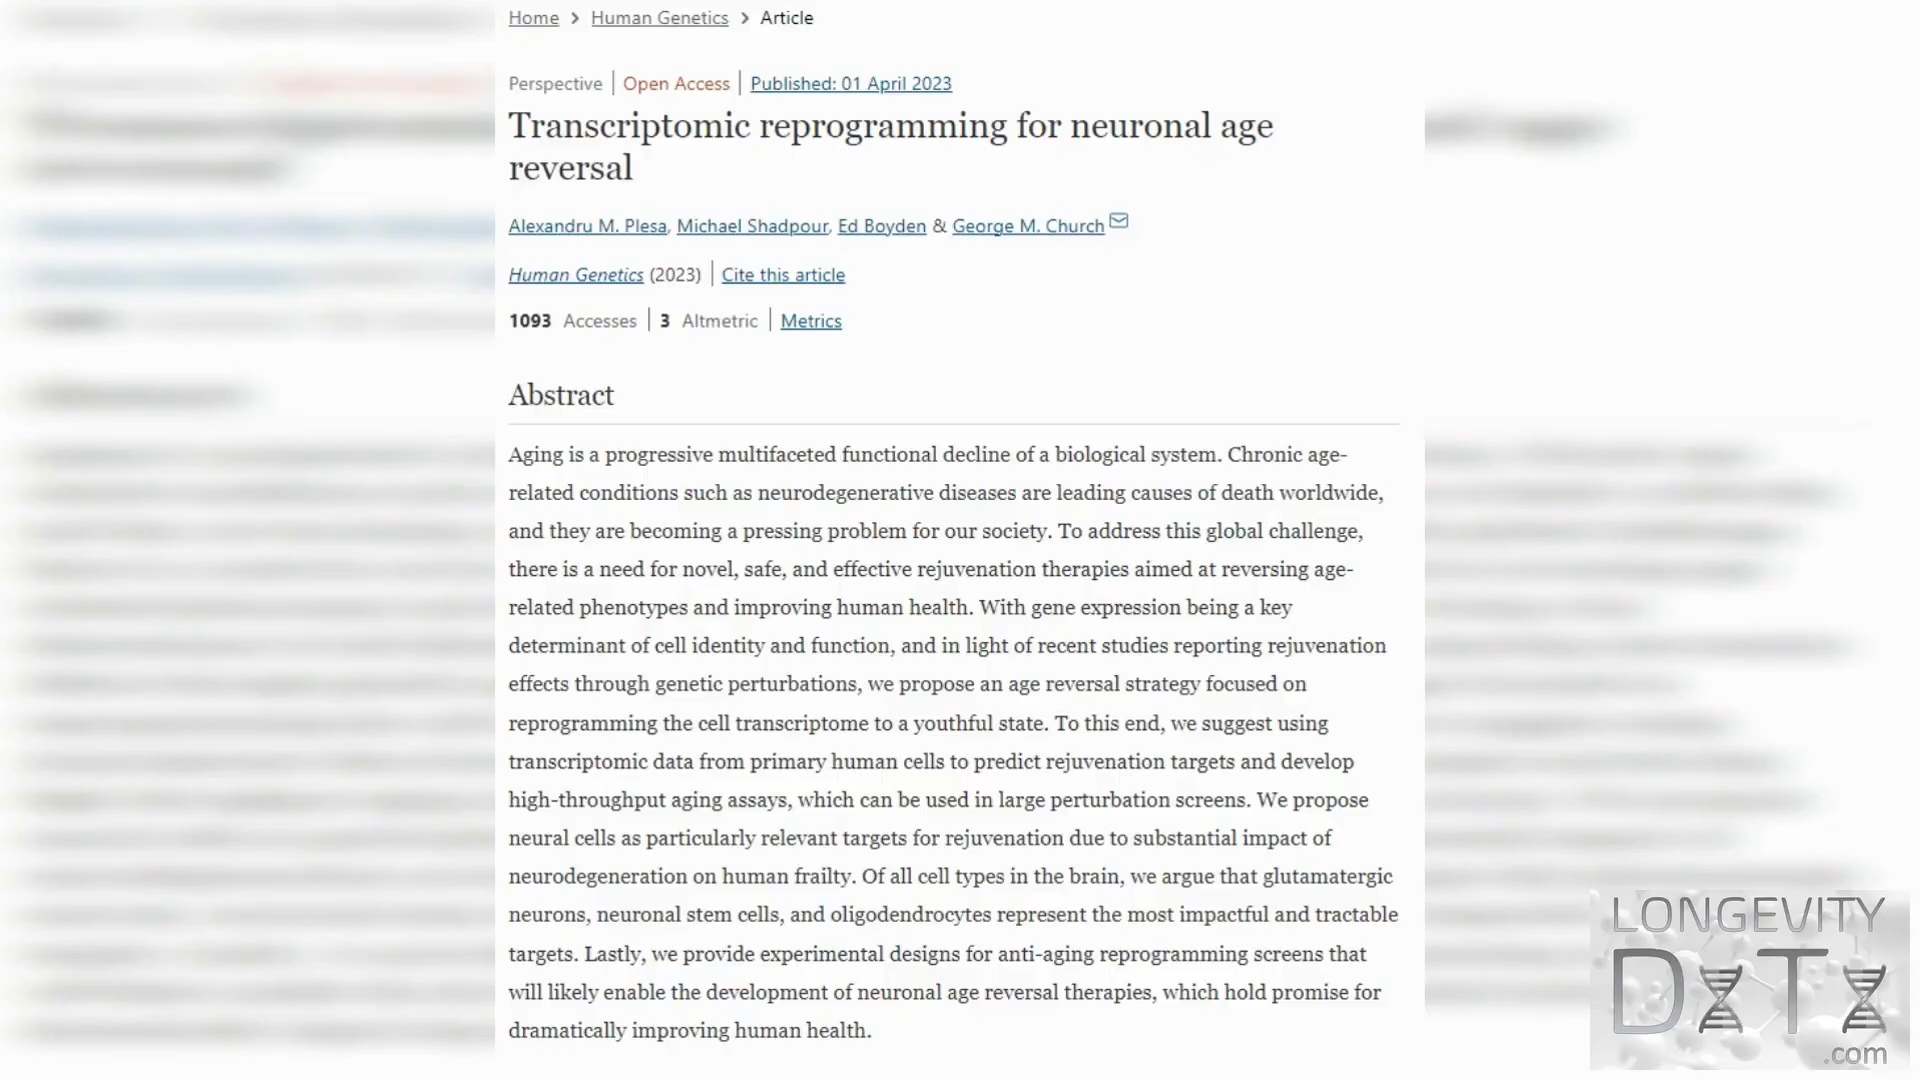 Home > Human Genetics > Article
Perspective | Open Access | Published: 01 April 2023
Transcriptomic reprogramming for neuronal age
reversal
Alexandru M. Plesa, Michael Shadpour, Ed Boyden & George M. Church
Human Genetics (2023) | Cite this article
1093 Accesses | 3 Altmetric | Metrics
Abstract
Aging is a progressive multifaceted functional decline of a biological system. Chronic age-
related conditions such as neurodegenerative diseases are leading causes of death worldwide,
and they are becoming a pressing problem for our society. To address this global challenge,
there is a need for novel, safe, and effective rejuvenation therapies aimed at reversing age-
related phenotypes and improving human health. With gene expression being a key
determinant of cell identity and function, and in light of recent studies reporting rejuvenation
effects through genetic perturbations, we propose an age reversal strategy focused on
reprogramming the cell transcriptome to a youthful state. To this end, we suggest using
transcriptomic data from primary human cells to predict rejuvenation targets and develop
high-throughput aging assays, which can be used in large perturbation screens. We propose
neural cells as particularly relevant targets for rejuvenation due to substantial impact of
neurodegeneration on human frailty. Of all cell types in the brain, we argue that glutamatergic
neurons, neuronal stem cells, and oligodendrocytes represent the most impactful and tractable
targets. Lastly, we provide experimental designs for anti-aging reprogramming screens that
will likely enable the development of neuronal age reversal therapies, which hold promise for
dramatically improving human health.
LONGEVITY
DATA
.com